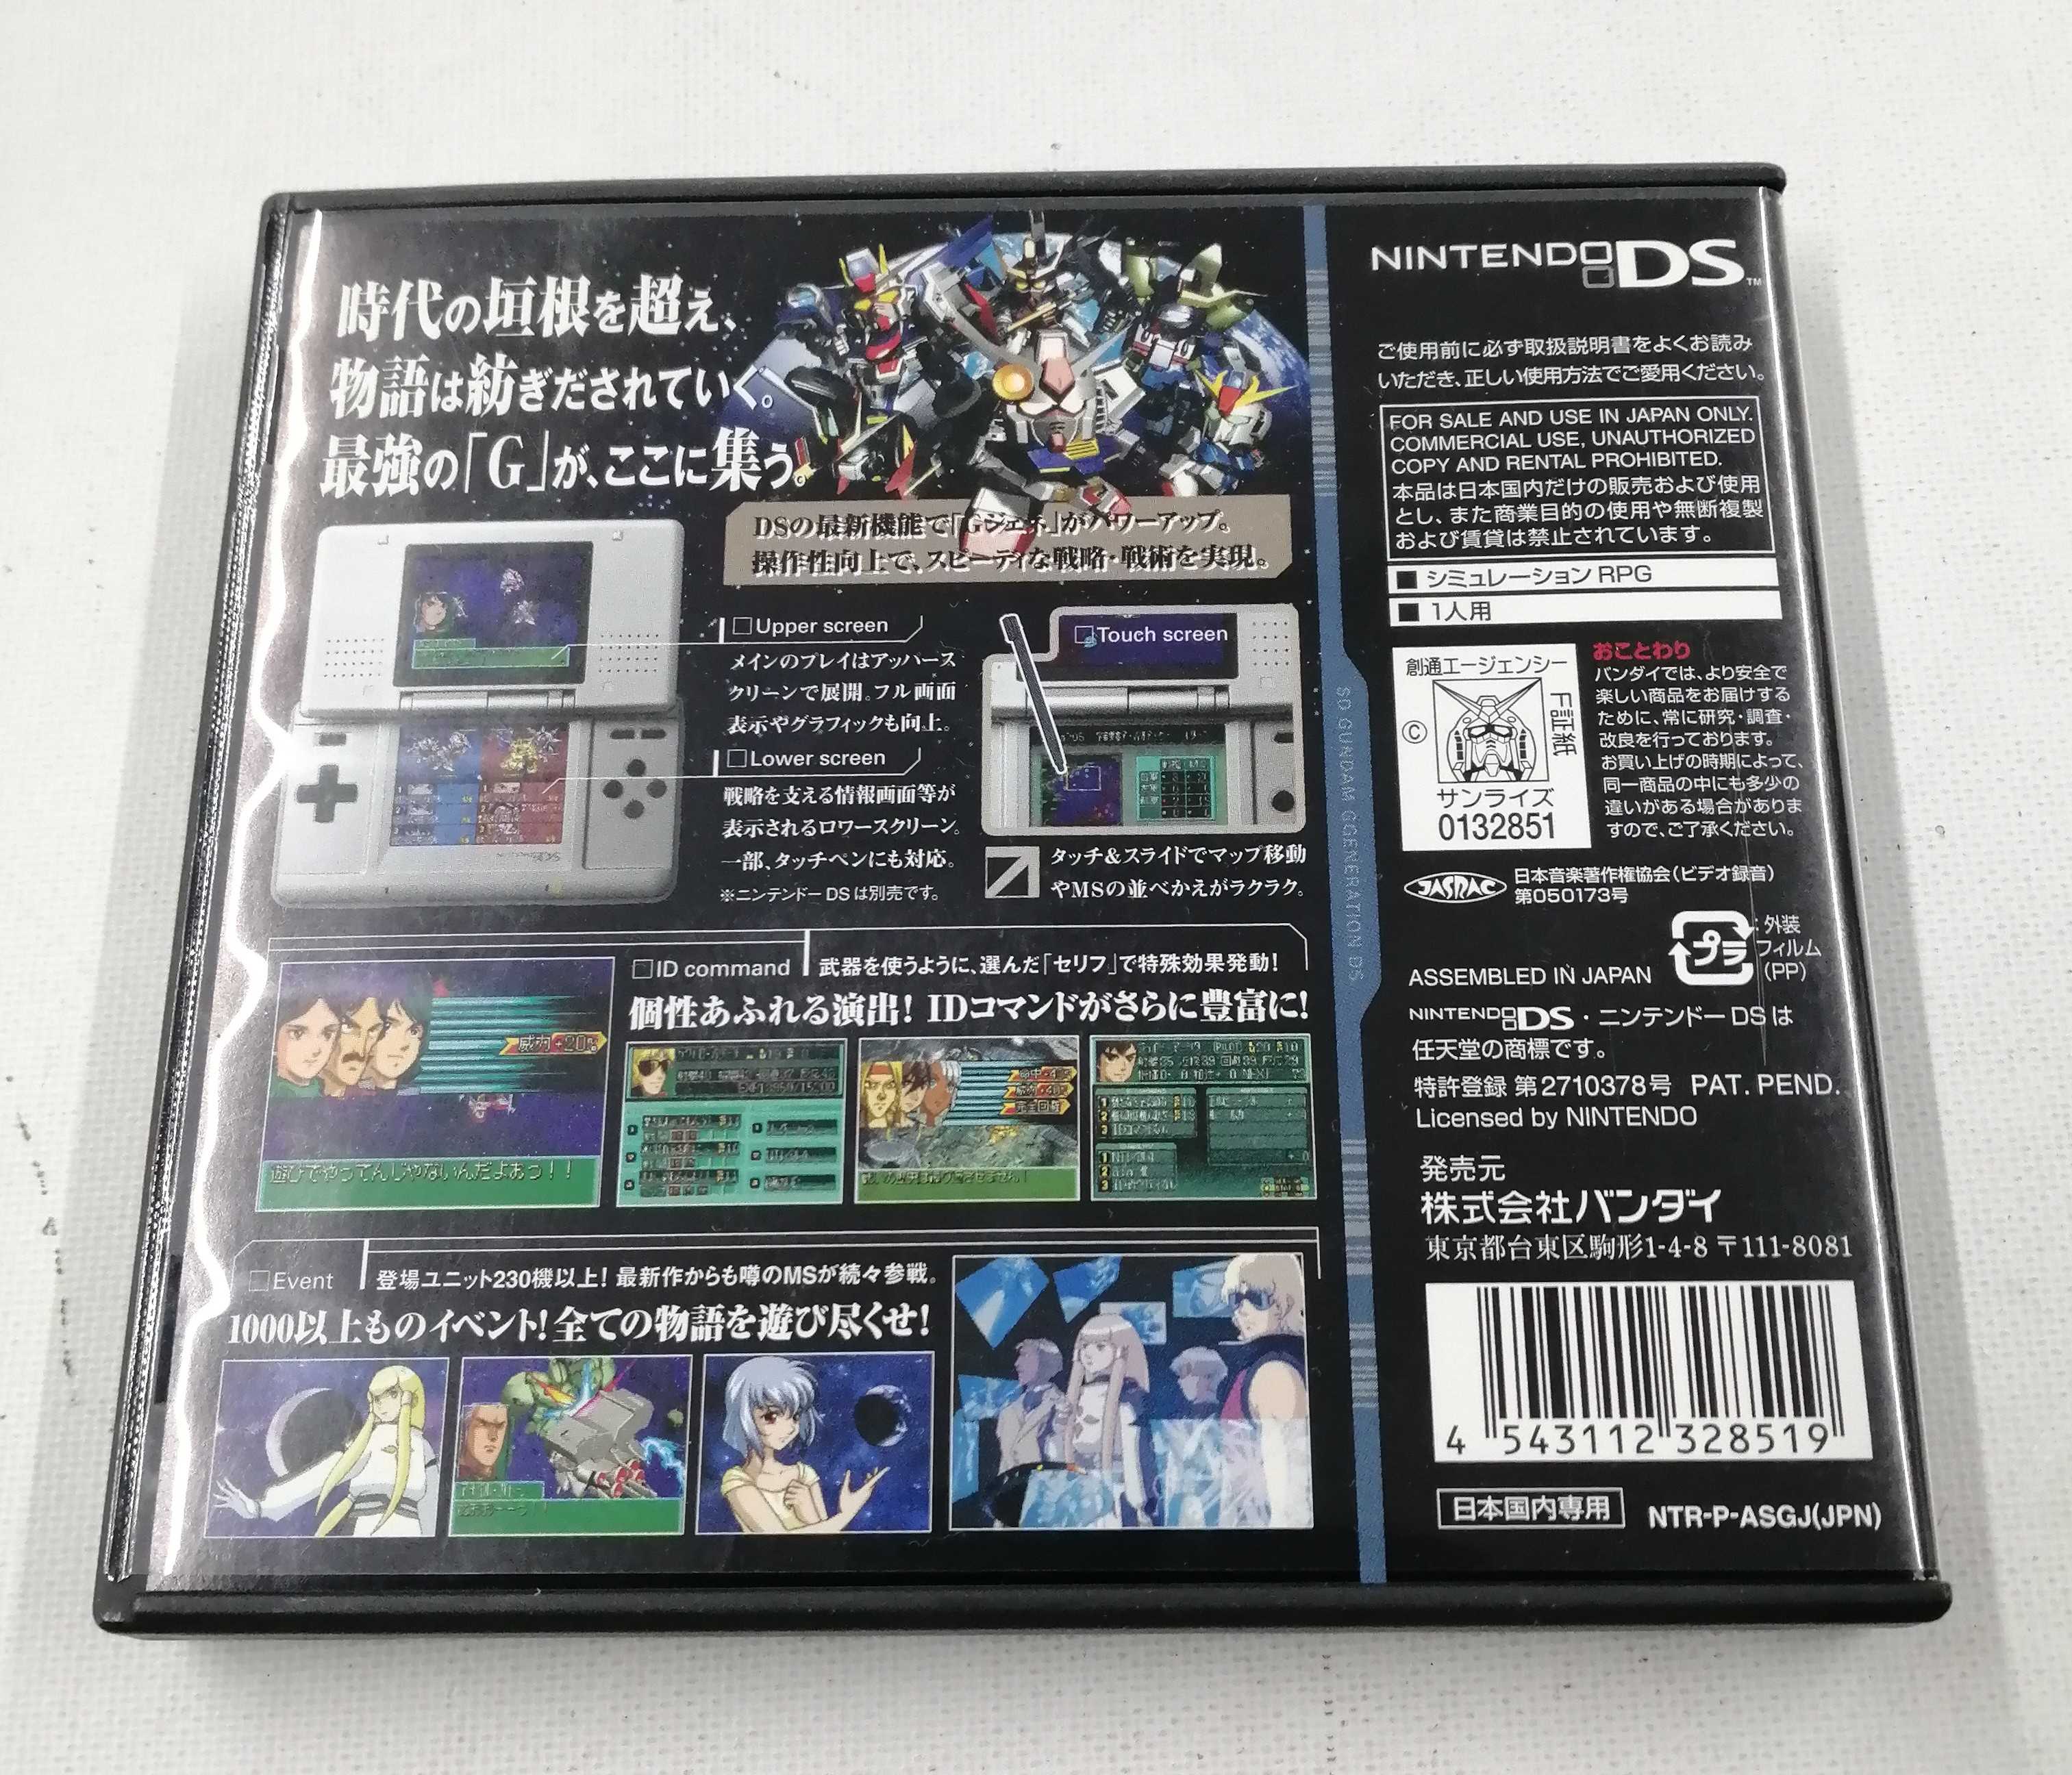 時代の垣根を超え、
物語は紡ぎだされていく。
最強の「G」が、ここに集う。
DSの最新機能で「Gジェネ」がパワーアップ。
操作性向上で、スピーディな戦略・戦術を実現。
□Upper screen
メインのプレイはアッパース
クリーンで展開。フル画面
表示やグラフィックも向上。
□Lower screen
戦略を支える情報画面等が
表示されるロワースクリーン。
一部、タッチペンにも対応。
※ニンテンドーDSは別売です。
□Touch screen
タッチ&スライドでマップ移動
やMSの並べかえがラクラク。
□ID command
武器を使うように、選んだ「セリフ」で特殊効果発動!
個性あふれる演出! IDコマンドがさらに豊富に!
威力+20%
遊びでやってんじゃないんだよおっ!!
□Event
登場ユニット230機以上! 最新作からも噂のMSが続々参戦。
1000以上ものイベント! 全ての物語を遊び尽くせ!
SD GUNDAM GGENERATION DS
NINTENDO DS™
ご使用前に必ず取扱説明書をよくお読み
いただき、正しい使用方法でご愛用ください。
FOR SALE AND USE IN JAPAN ONLY.
COMMERCIAL USE, UNAUTHORIZED
COPY AND RENTAL PROHIBITED.
本品は日本国内だけの販売および使用
とし、また商業目的の使用や無断複製
および賃貸は禁止されています。
■ シミュレーションRPG
■ 1人用
創通エージェンシー
©
証紙
サンライズ
0132851
おことわり
バンダイでは、より安全で
楽しい商品をお届けする
ために、常に研究・調査・
改良を行っております。
お買い上げの時期によって、
同一商品の中にも多少の
違いがある場合がありま
すので、ご了承ください。
JASRAC
日本音楽著作権協会(ビデオ録音)
第050173号
プラ
:外装
フィルム
(PP)
ASSEMBLED IN JAPAN
NINTENDO DS・ニンテンドーDSは
任天堂の商標です。
特許登録 第2710378号 PAT. PEND.
Licensed by NINTENDO
発売元
株式会社バンダイ
東京都台東区駒形1-4-8 〒111-8081
4 543112 328519
日本国内専用
NTR-P-ASGJ(JPN)